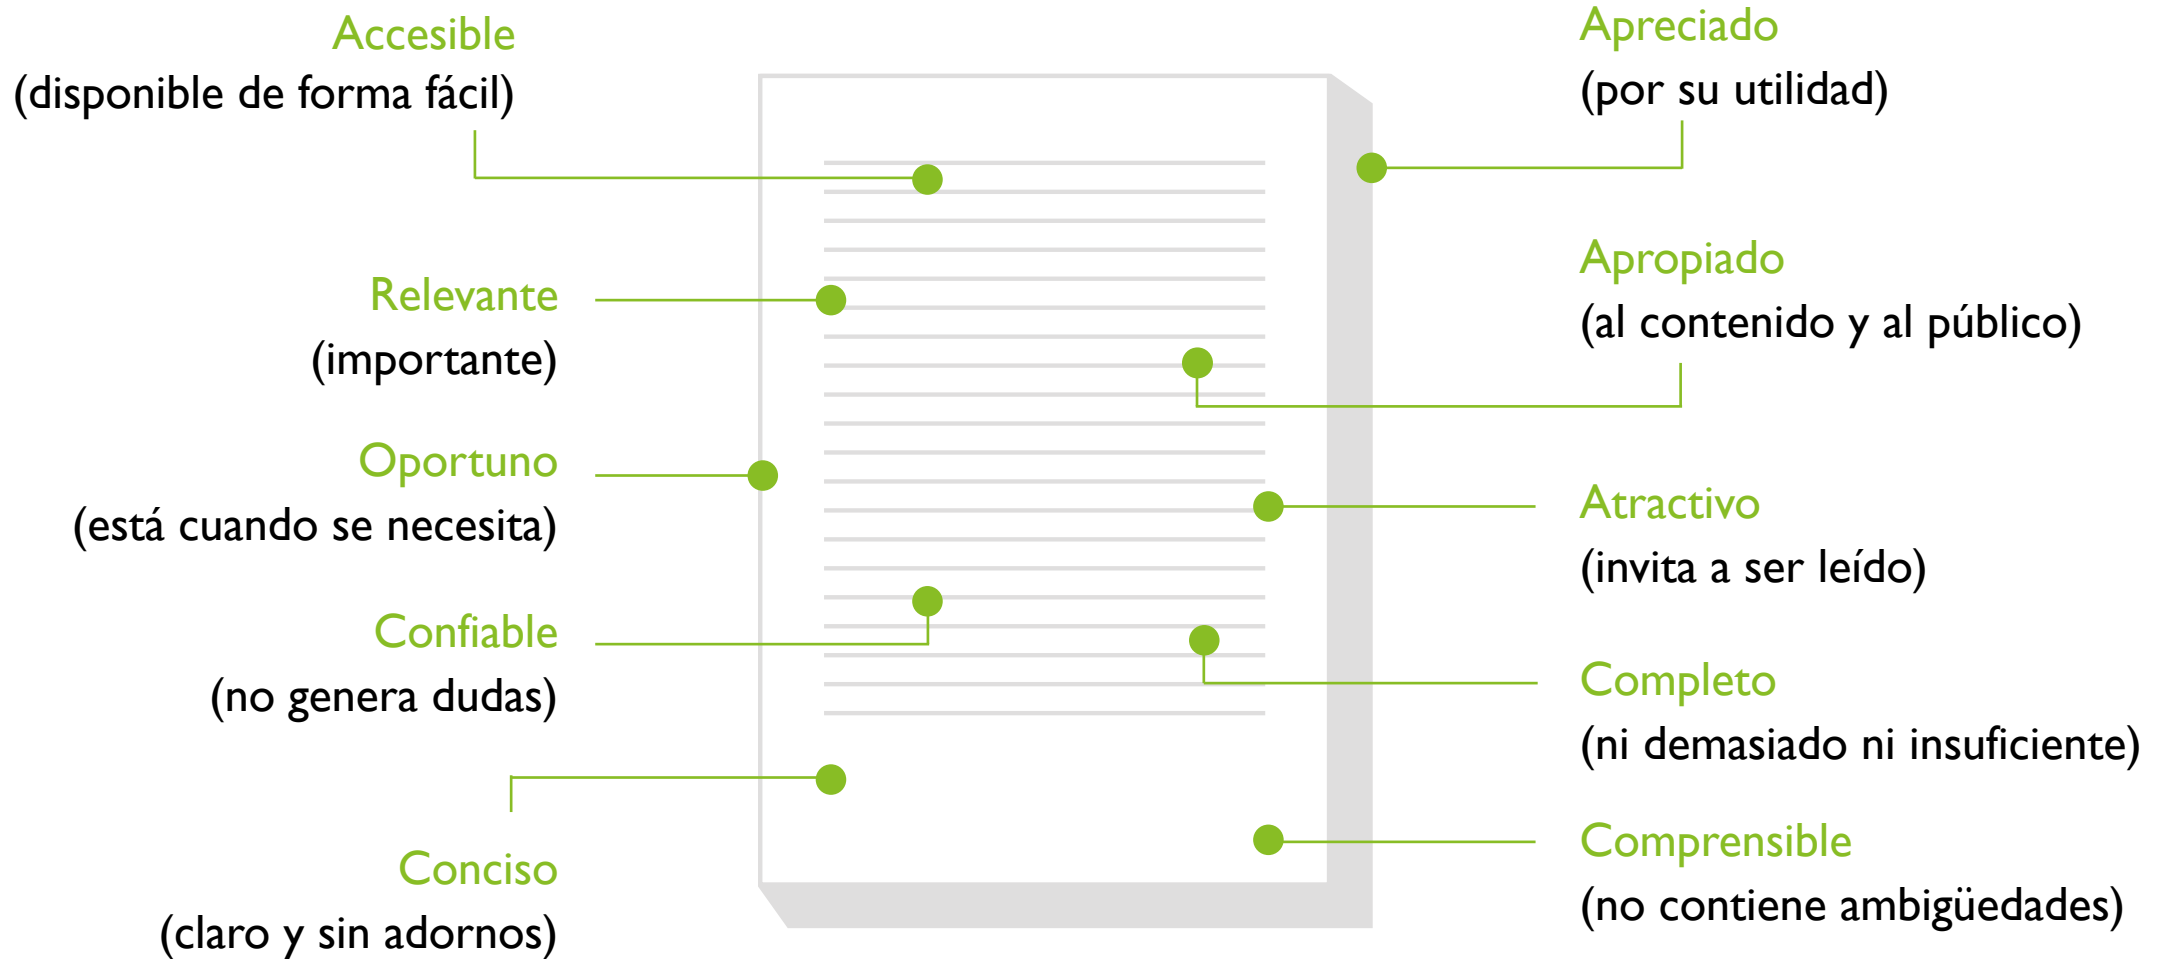 Accesible
(disponible de forma fácil)
Relevante
(importante)
Oportuno
(está cuando se necesita)
Confiable
(no genera dudas)
Conciso
(claro y sin adornos)
Apreciado
(por su utilidad)
Apropiado
(al contenido y al público)
Atractivo
(invita a ser leído)
Completo
(ni demasiado ni insuficiente)
Comprensible
(no contiene ambigüedades)